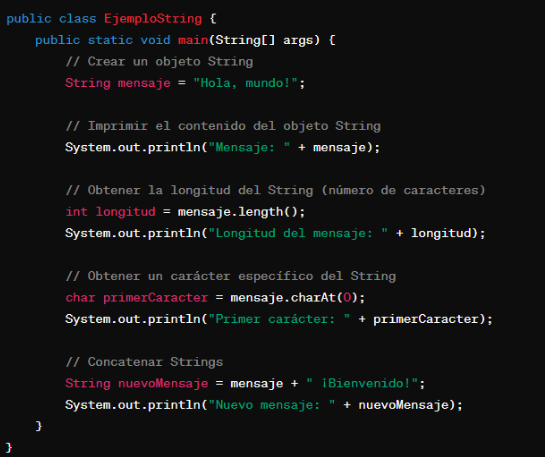 public class EjemploString {
    public static void main(String[] args) {
        // Crear un objeto String
        String mensaje = "Hola, mundo!";

        // Imprimir el contenido del objeto String
        System.out.println("Mensaje: " + mensaje);

        // Obtener la longitud del String (número de caracteres)
        int longitud = mensaje.length();
        System.out.println("Longitud del mensaje: " + longitud);

        // Obtener un carácter específico del String
        char primerCaracter = mensaje.charAt(0);
        System.out.println("Primer carácter: " + primerCaracter);

        // Concatenar Strings
        String nuevoMensaje = mensaje + " ¡Bienvenido!";
        System.out.println("Nuevo mensaje: " + nuevoMensaje);
    }
}